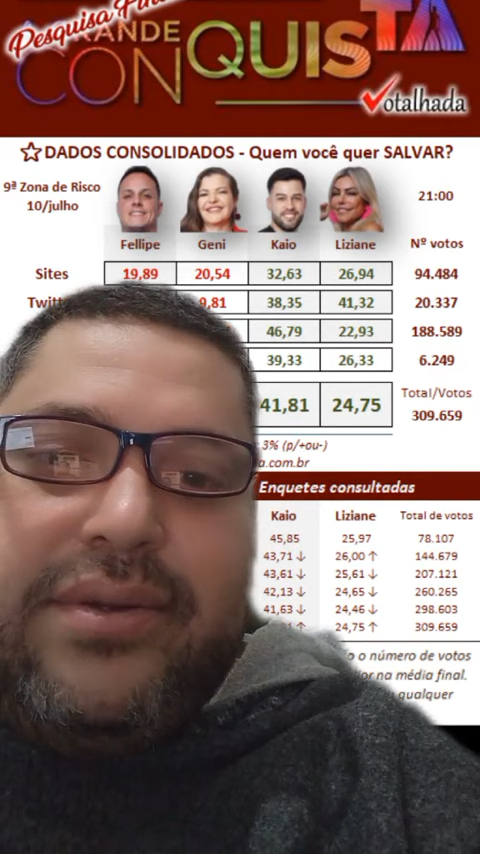 Pesquisa Fin
GRANDE
CONQUISTA
Votalhada
DADOS CONSOLIDADOS - Quem você quer SALVAR?
9ª Zona de Risco
10/julho
21:00
Fellipe Geni Kaio Liziane Nº votos
Sites 19,89 20,54 32,63 26,94 94.484
Twitt 9,81 38,35 41,32 20.337
46,79 22,93 188.589
39,33 26,33 6.249
41,81 24,75 Total/Votos
309.659
3% (p/+ou-)
a.com.br
Enquetes consultadas
Kaio Liziane Total de votos
45,85 25,97 78.107
43,71 ↓ 26,00 ↑ 144.679
43,61 ↓ 25,61 ↓ 207.121
42,13 ↓ 24,65 ↓ 260.265
41,63 ↓ 24,46 ↓ 298.603
↑ 24,75 ↑ 309.659
o número de votos
na média final.
qualquer